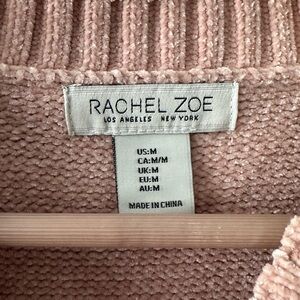 RACHEL ZOE
LOS ANGELES NEW YORK
US:M
CA:M/M
UK:M
EU:M
AU:M
MADE IN CHINA